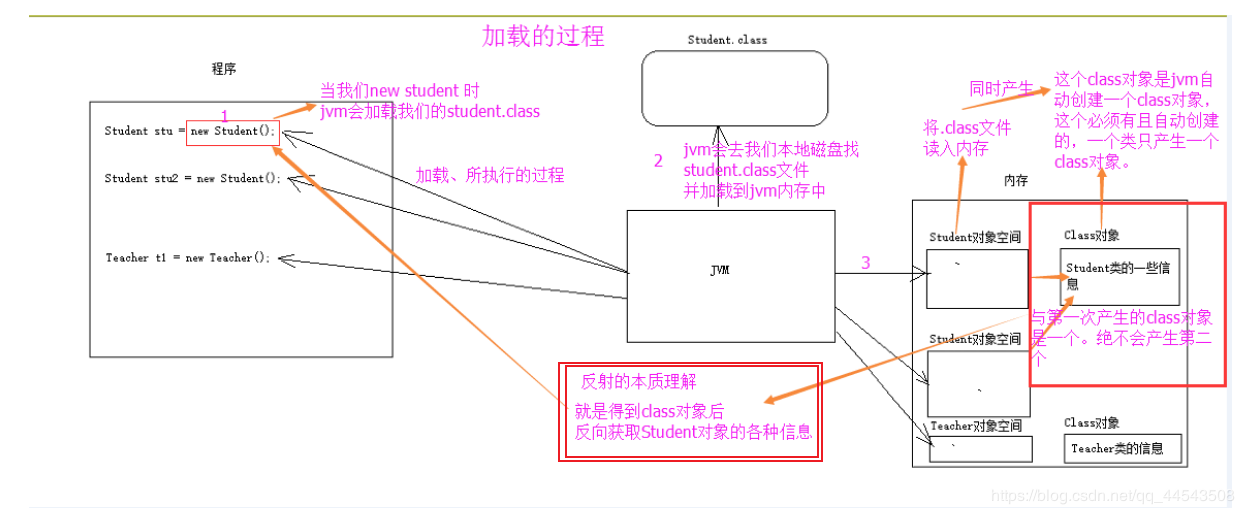 加载的过程
Student.class
程序
当我们new student 时
jvm会加载我们的student.class
1
Student stu = new Student();
Student stu2 = new Student();
加载、所执行的过程
Teacher t1 = new Teacher();
2
jvm会去我们本地磁盘找
student.class文件
并加载到jvm内存中
JVM
3
同时产生
将.class文件
读入内存
这个class对象是jvm自
动创建一个class对象，
这个必须有且自动创建
的，一个类只产生一个
class对象。
内存
Student对象空间
Class对象
Student类的一些信
息
与第一次产生的class对象
是一个。绝不会产生第二
个
Student对象空间
Teacher对象空间
Class对象
Teacher类的信息
反射的本质理解
就是得到class对象后
反向获取Student对象的各种信息
https://blog.csdn.net/qq_44543508